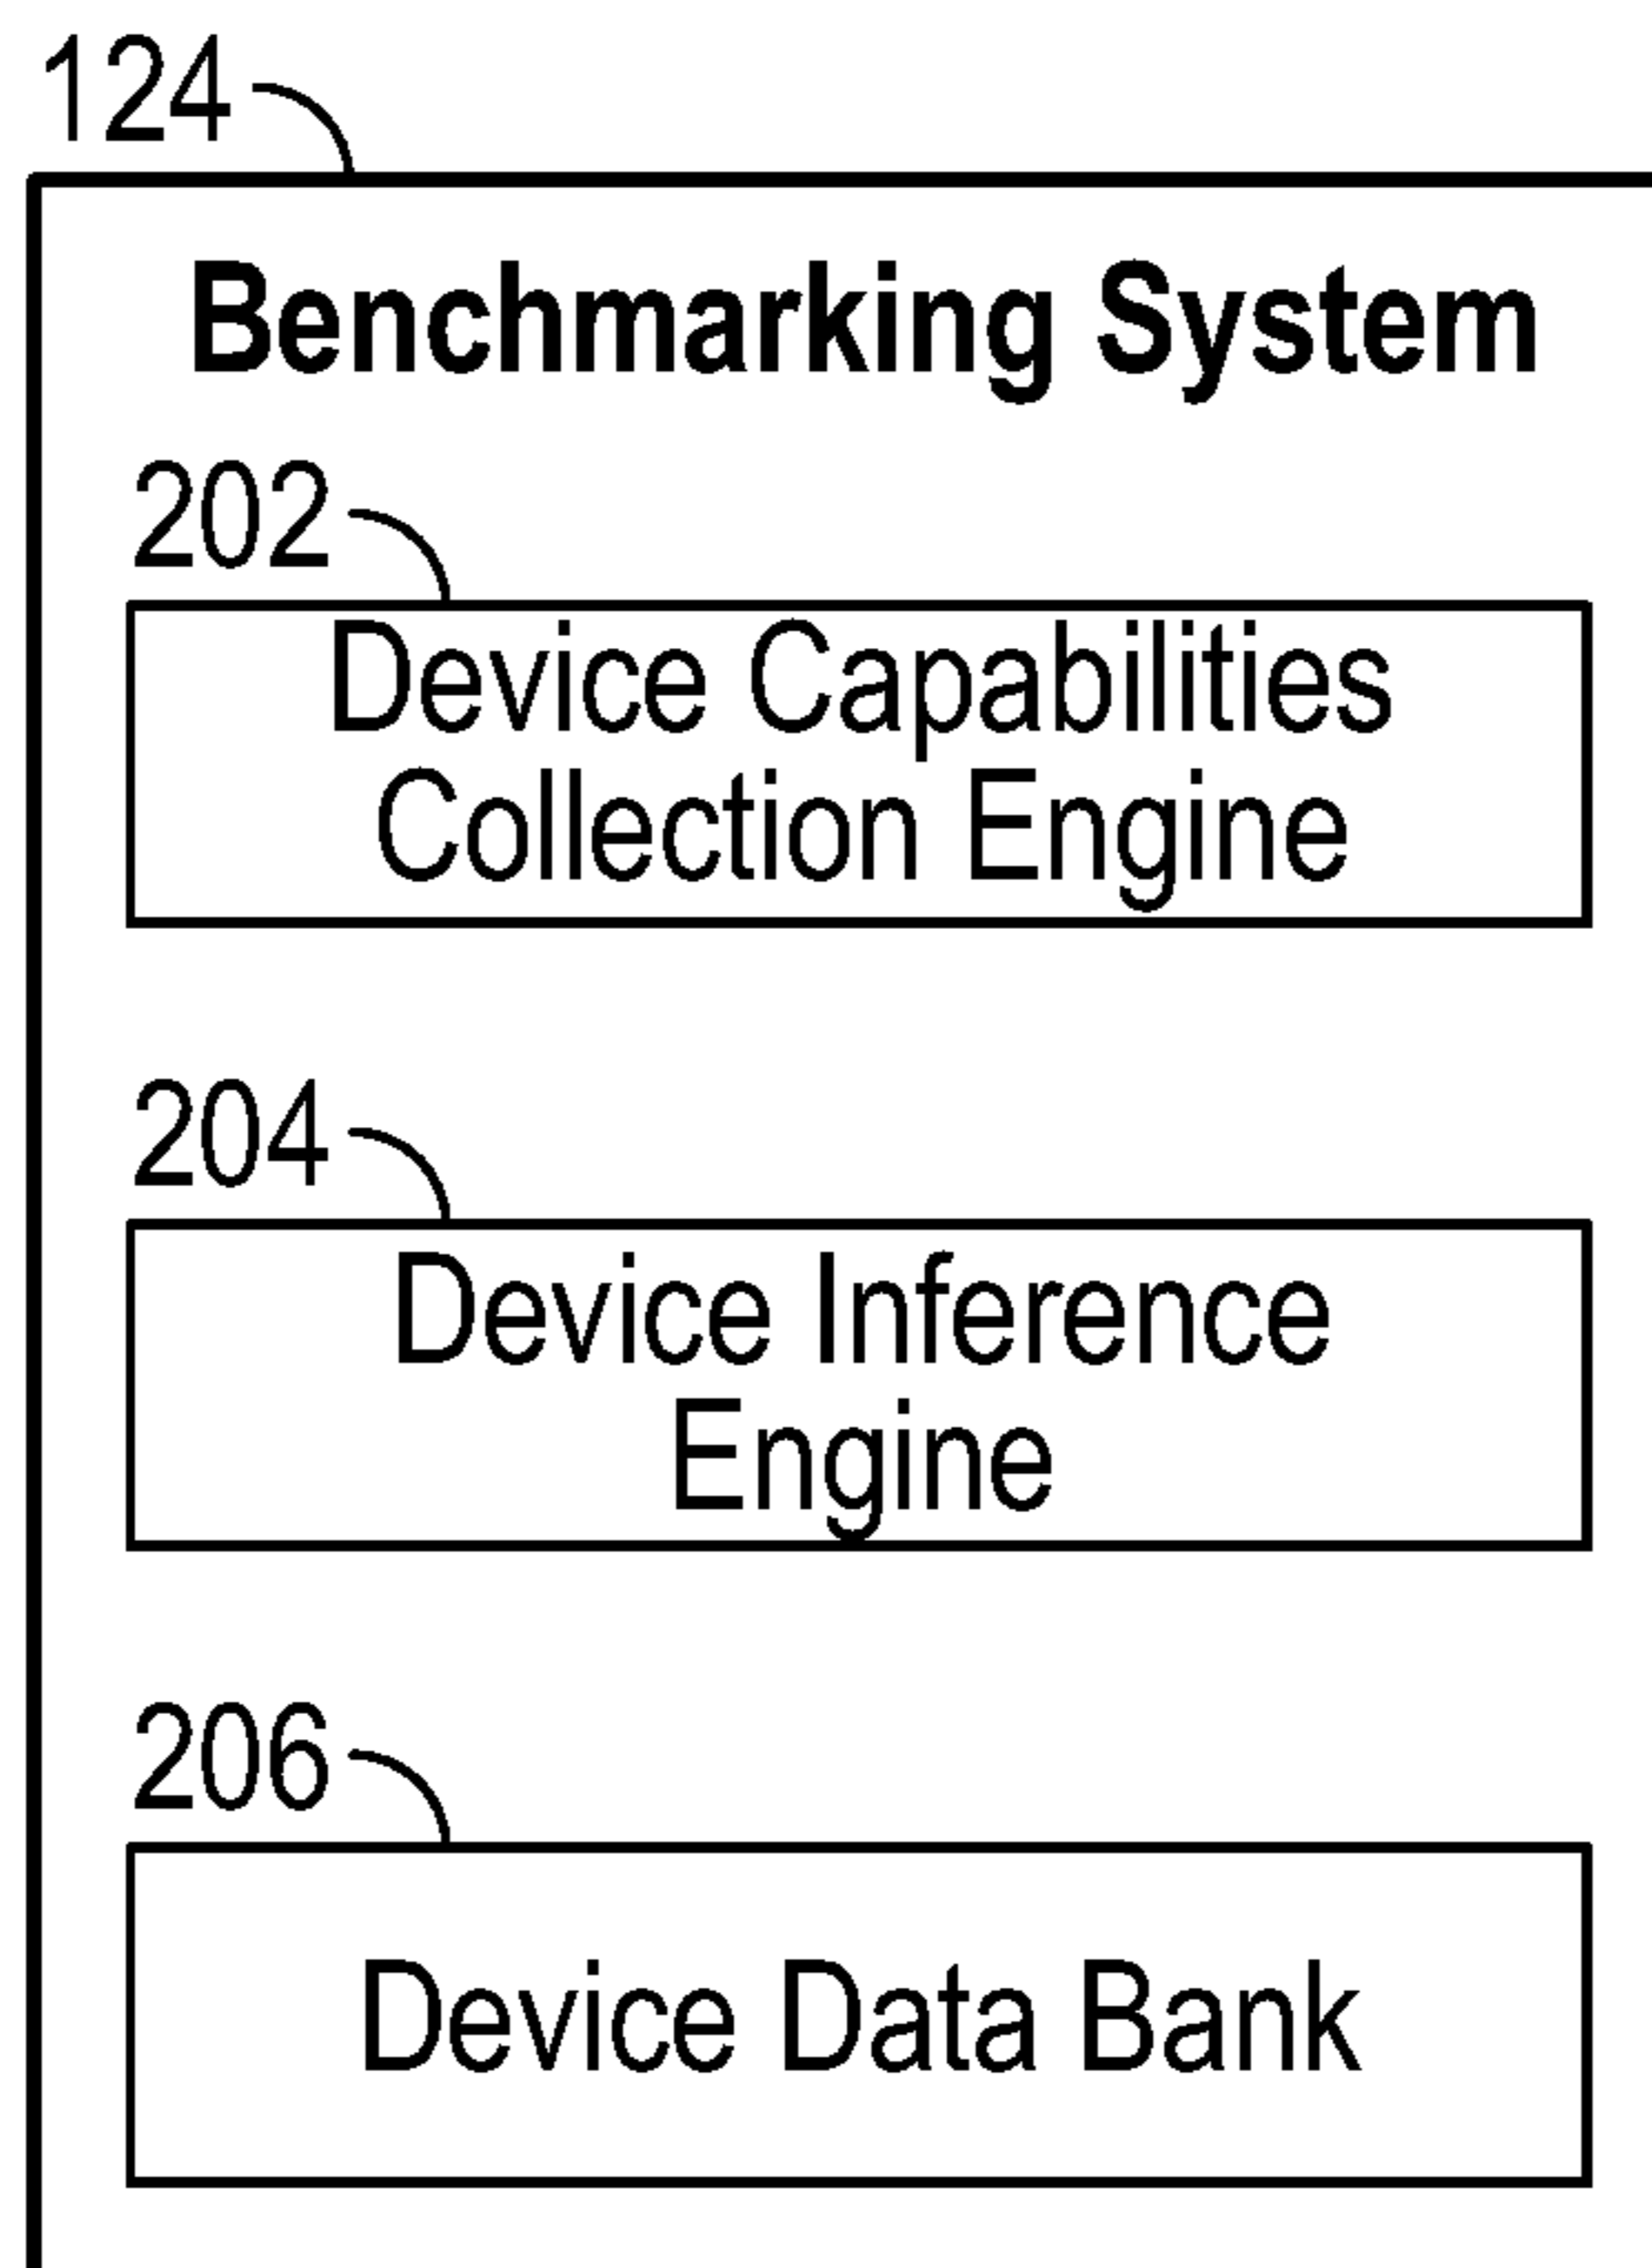 124
Benchmarking System
202
Device Capabilities
Collection Engine
204
Device Inference
Engine
206
Device Data Bank